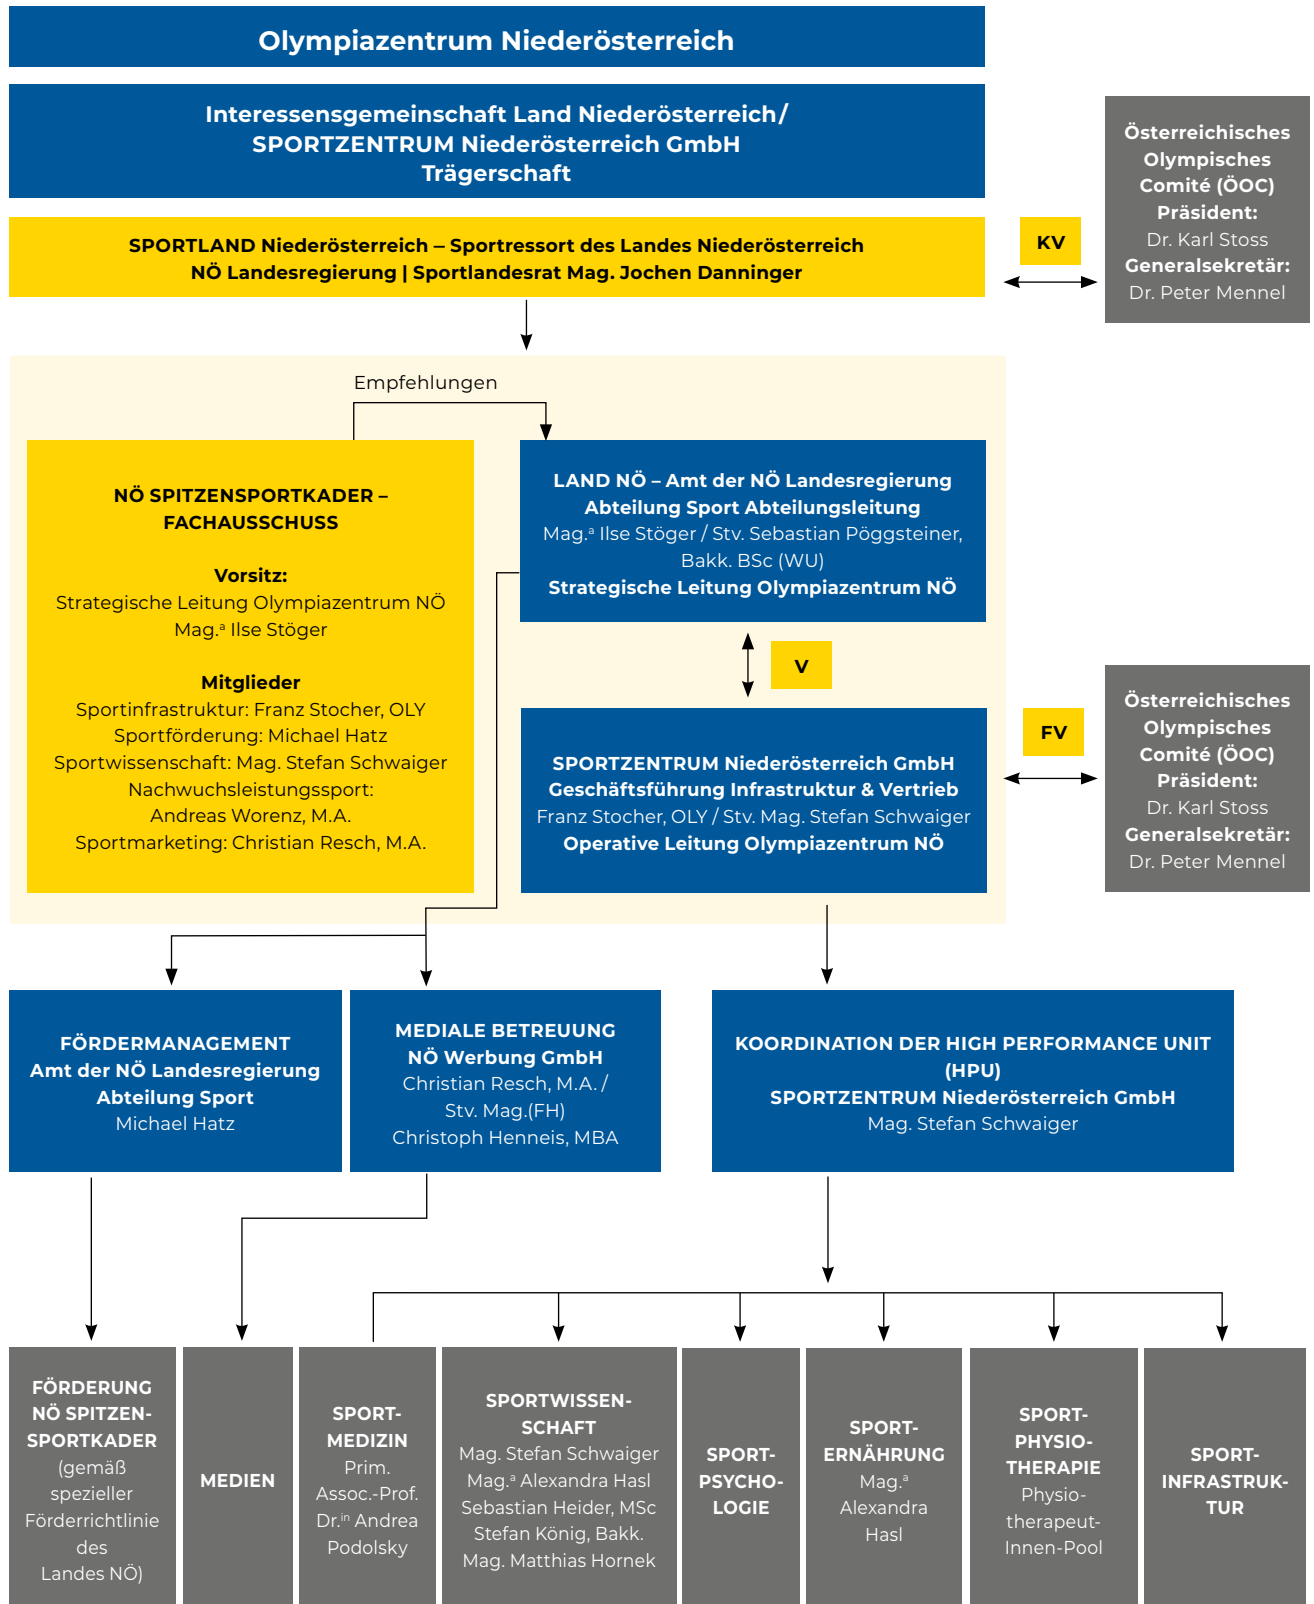 Olympiazentrum Niederösterreich
Interessensgemeinschaft Land Niederösterreich/
SPORTZENTRUM Niederösterreich GmbH
Trägerschaft
SPORTLAND Niederösterreich – Sportressort des Landes Niederösterreich
NÖ Landesregierung | Sportlandesrat Mag. Jochen Danninger
KV
Österreichisches
Olympisches
Comité (ÖOC)
Präsident:
Dr. Karl Stoss
Generalsekretär:
Dr. Peter Mennel
Empfehlungen
NÖ SPITZENSPORTKADER –
FACHAUSSCHUSS
Vorsitz:
Strategische Leitung Olympiazentrum NÖ
Mag.ᵃ Ilse Stöger
Mitglieder
Sportinfrastruktur: Franz Stocher, OLY
Sportförderung: Michael Hatz
Sportwissenschaft: Mag. Stefan Schwaiger
Nachwuchsleistungssport:
Andreas Worenz, M.A.
Sportmarketing: Christian Resch, M.A.
LAND NÖ – Amt der NÖ Landesregierung
Abteilung Sport Abteilungsleitung
Mag.ᵃ Ilse Stöger / Stv. Sebastian Pöggsteiner,
Bakk. BSc (WU)
Strategische Leitung Olympiazentrum NÖ
V
SPORTZENTRUM Niederösterreich GmbH
Geschäftsführung Infrastruktur & Vertrieb
Franz Stocher, OLY / Stv. Mag. Stefan Schwaiger
Operative Leitung Olympiazentrum NÖ
FV
Österreichisches
Olympisches
Comité (ÖOC)
Präsident:
Dr. Karl Stoss
Generalsekretär:
Dr. Peter Mennel
FÖRDERMANAGEMENT
Amt der NÖ Landesregierung
Abteilung Sport
Michael Hatz
MEDIALE BETREUUNG
NÖ Werbung GmbH
Christian Resch, M.A. /
Stv. Mag.(FH)
Christoph Henneis, MBA
KOORDINATION DER HIGH PERFORMANCE UNIT
(HPU)
SPORTZENTRUM Niederösterreich GmbH
Mag. Stefan Schwaiger
FÖRDERUNG
NÖ SPITZEN-
SPORTKADER
(gemäß
spezieller
Förderrichtlinie
des
Landes NÖ)
MEDIEN
SPORT-
MEDIZIN
Prim.
Assoc.-Prof.
Dr.ⁱⁿ Andrea
Podolsky
SPORTWISSEN-
SCHAFT
Mag. Stefan Schwaiger
Mag.ᵃ Alexandra Hasl
Sebastian Heider, MSc
Stefan König, Bakk.
Mag. Matthias Hornek
SPORT-
PSYCHO-
LOGIE
SPORT-
ERNÄHRUNG
Mag.ᵃ
Alexandra
Hasl
SPORT-
PHYSIO-
THERAPIE
Physio-
therapeut-
Innen-Pool
SPORT-
INFRASTRUK-
TUR